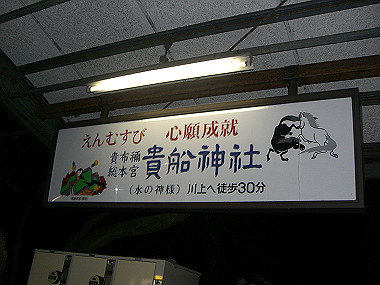 えんむすび 心願成就
貴布禰
総本宮
貴船神社
（水の神様）川上へ徒歩30分